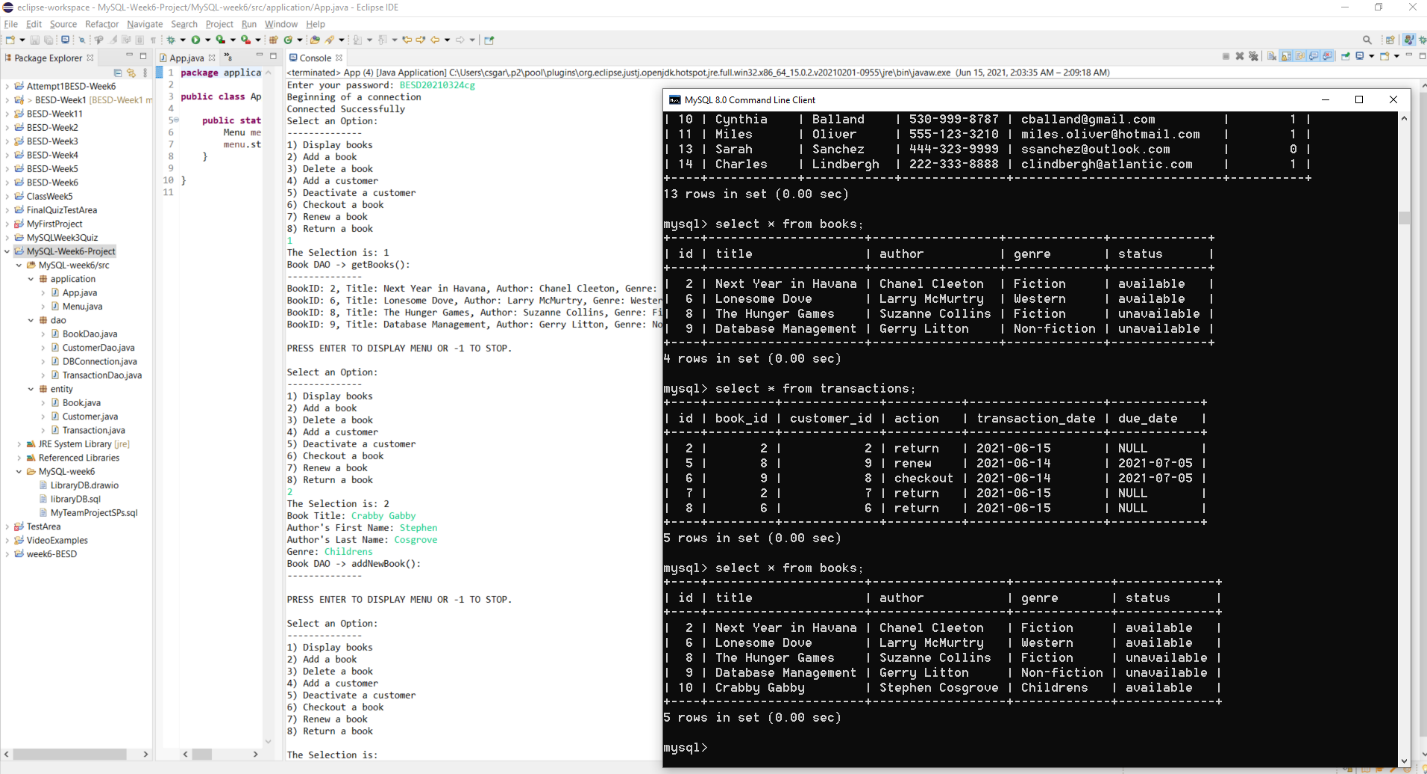 eclipse-workspace - MySQL-Week6-Project/MySQL-week6/src/application/App.java - Eclipse IDE
File Edit Source Refactor Navigate Search Project Run Window Help
Package Explorer
Attempt1BESD-Week6
> BESD-Week1 [BESD-Week1 m
BESD-Week11
BESD-Week2
BESD-Week3
BESD-Week4
BESD-Week5
BESD-Week6
ClassWeek5
FinalQuizTestArea
MyFirstProject
MySQLWeek3Quiz
MySQL-Week6-Project
MySQL-week6/src
application
App.java
Menu.java
dao
BookDao.java
CustomerDao.java
DBConnection.java
TransactionDao.java
entity
Book.java
Customer.java
Transaction.java
JRE System Library [jre]
Referenced Libraries
MySQL-week6
LibraryDB.drawio
libraryDB.sql
MyTeamProjectSPs.sql
TestArea
VideoExamples
week6-BESD
App.java
1 package applica
2
3 public class Ap
4
5 public stat
6 Menu me
7 menu.st
8 }
9
10 }
11
Console
<terminated> App (4) [Java Application] C:\Users\csgar\.p2\pool\plugins\org.eclipse.justj.openjdk.hotspot.jre.full.win32.x86_64_15.0.2.v20210201-0955\jre\bin\javaw.exe (Jun 15, 2021, 2:03:35 AM – 2:09:18 AM)
Enter your password: BESD20210324cg
Beginning of a connection
Connected Successfully
Select an Option:
--------------
1) Display books
2) Add a book
3) Delete a book
4) Add a customer
5) Deactivate a customer
6) Checkout a book
7) Renew a book
8) Return a book
1
The Selection is: 1
Book DAO -> getBooks():
--------------
BookID: 2, Title: Next Year in Havana, Author: Chanel Cleeton, Genre:
BookID: 6, Title: Lonesome Dove, Author: Larry McMurtry, Genre: Wester
BookID: 8, Title: The Hunger Games, Author: Suzanne Collins, Genre: Fi
BookID: 9, Title: Database Management, Author: Gerry Litton, Genre: No
PRESS ENTER TO DISPLAY MENU OR -1 TO STOP.
Select an Option:
--------------
1) Display books
2) Add a book
3) Delete a book
4) Add a customer
5) Deactivate a customer
6) Checkout a book
7) Renew a book
8) Return a book
2
The Selection is: 2
Book Title: Crabby Gabby
Author's First Name: Stephen
Author's Last Name: Cosgrove
Genre: Childrens
Book DAO -> addNewBook():
--------------
PRESS ENTER TO DISPLAY MENU OR -1 TO STOP.
Select an Option:
--------------
1) Display books
2) Add a book
3) Delete a book
4) Add a customer
5) Deactivate a customer
6) Checkout a book
7) Renew a book
8) Return a book
The Selection is:
MySQL 8.0 Command Line Client
| 10 | Cynthia | Balland | 530-999-8787 | cballand@gmail.com | 1 |
| 11 | Miles | Oliver | 555-123-3210 | miles.oliver@hotmail.com | 1 |
| 13 | Sarah | Sanchez | 444-323-9999 | ssanchez@outlook.com | 0 |
| 14 | Charles | Lindbergh | 222-333-8888 | clindbergh@atlantic.com | 1 |
13 rows in set (0.00 sec)
mysql> select * from books;
| id | title | author | genre | status |
| 2 | Next Year in Havana | Chanel Cleeton | Fiction | available |
| 6 | Lonesome Dove | Larry McMurtry | Western | available |
| 8 | The Hunger Games | Suzanne Collins | Fiction | unavailable |
| 9 | Database Management | Gerry Litton | Non-fiction | unavailable |
4 rows in set (0.00 sec)
mysql> select * from transactions;
| id | book_id | customer_id | action | transaction_date | due_date |
| 2 | 2 | 2 | return | 2021-06-15 | NULL |
| 5 | 8 | 9 | renew | 2021-06-14 | 2021-07-05 |
| 6 | 9 | 8 | checkout | 2021-06-14 | 2021-07-05 |
| 7 | 2 | 7 | return | 2021-06-15 | NULL |
| 8 | 6 | 6 | return | 2021-06-15 | NULL |
5 rows in set (0.00 sec)
mysql> select * from books;
| id | title | author | genre | status |
| 2 | Next Year in Havana | Chanel Cleeton | Fiction | available |
| 6 | Lonesome Dove | Larry McMurtry | Western | available |
| 8 | The Hunger Games | Suzanne Collins | Fiction | unavailable |
| 9 | Database Management | Gerry Litton | Non-fiction | unavailable |
| 10 | Crabby Gabby | Stephen Cosgrove | Childrens | available |
5 rows in set (0.00 sec)
mysql>